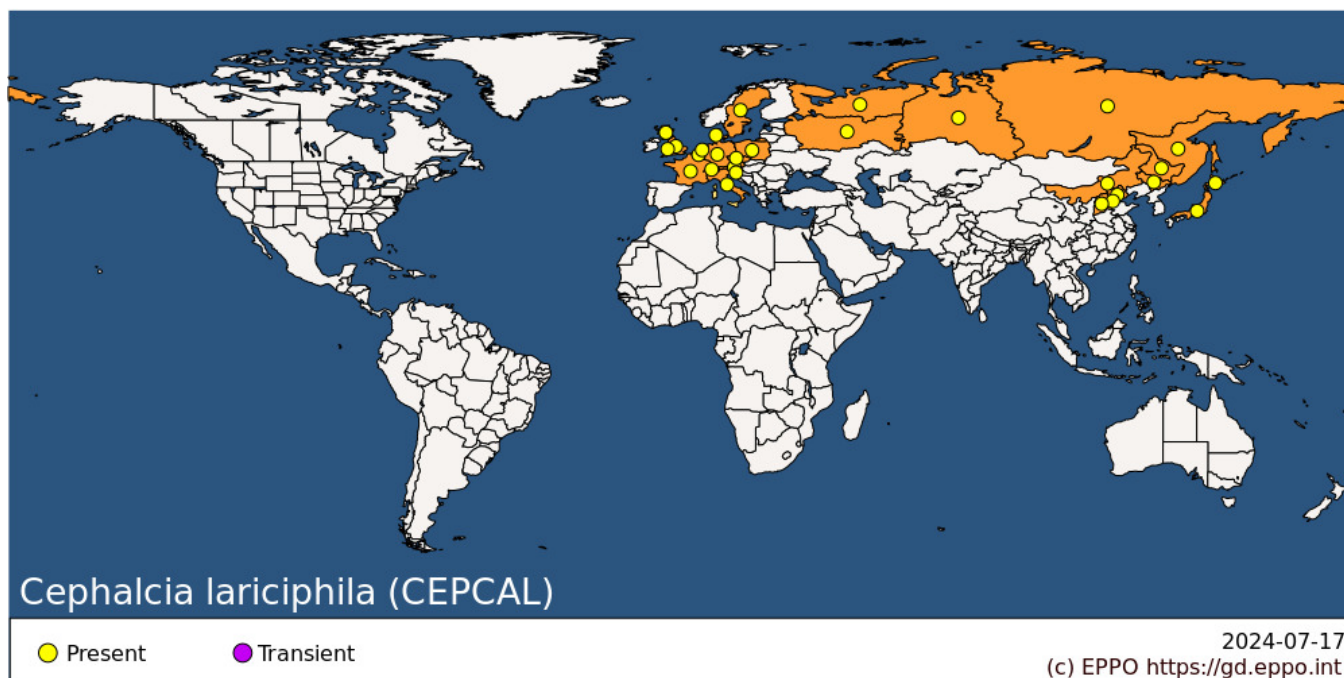 Cephalcia lariciphila (CEPCAL)
Present
Transient
2024-07-17
(c) EPPO https://gd.eppo.int